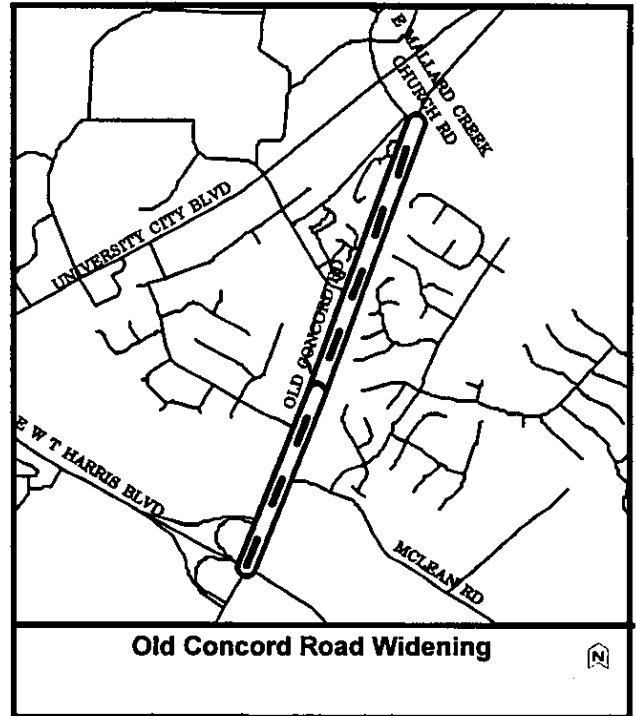 E MALLARD CREEK
CHURCH RD
UNIVERSITY CITY BLVD
OLD CONCORD RD
E W T HARRIS BLVD
MCLEAN RD
Old Concord Road Widening
N